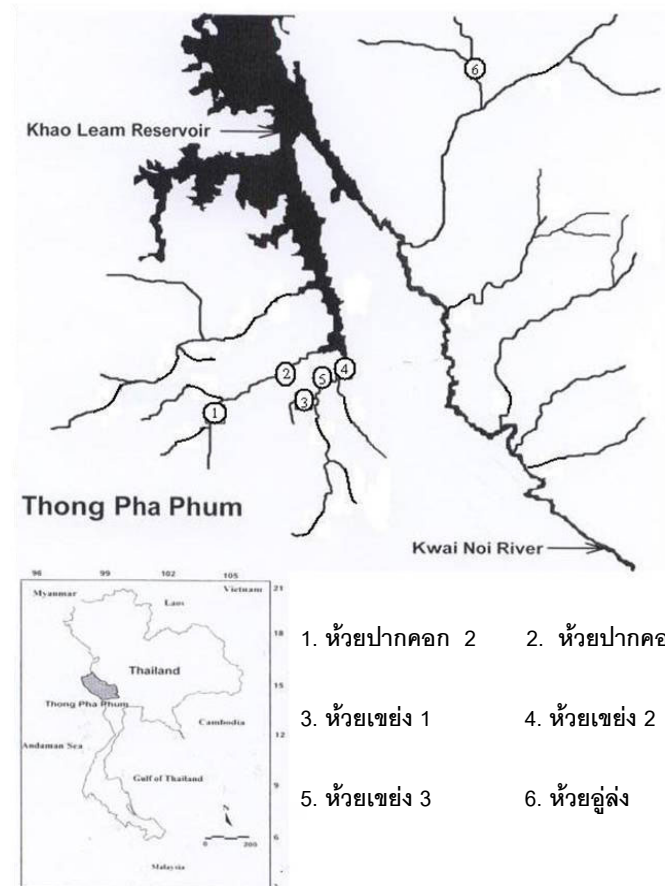 6
Khao Leam Reservoir
2
5
4
1
3
Thong Pha Phum
Kwai Noi River
96 99 102 105
Myanmar
Laos
Vietnam
21
18
Thailand
15
Thong Pha Phum
Cambodia
12
Andaman Sea
Gulf of Thailand
9
N
0 200
6
Malaysia
1. ห้วยปากคอก 2 2. ห้วยปากคอ
3. ห้วยเขย่ง 1 4. ห้วยเขย่ง 2
5. ห้วยเขย่ง 3 6. ห้วยอู่ล่ง